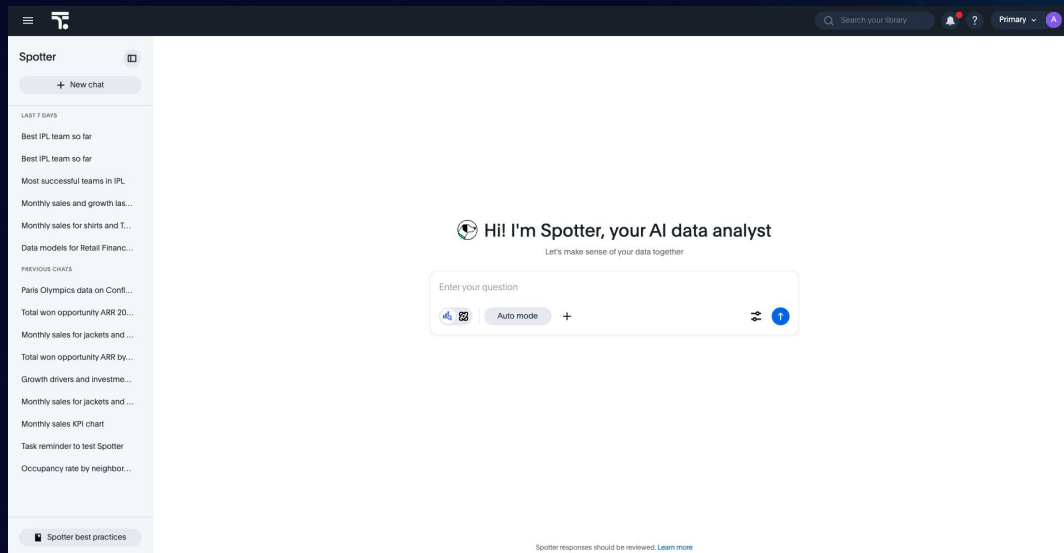 Search your library
?
Primary
A
Spotter
+ New chat
LAST 7 DAYS
Best IPL team so far
Best IPL team so far
Most successful teams in IPL
Monthly sales and growth las...
Monthly sales for shirts and T...
Data models for Retail Financ...
PREVIOUS CHATS
Paris Olympics data on Confl...
Total won opportunity ARR 20...
Monthly sales for jackets and ...
Total won opportunity ARR by...
Growth drivers and investme...
Monthly sales for jackets and ...
Monthly sales KPI chart
Task reminder to test Spotter
Occupancy rate by neighbor...
Spotter best practices
Hi! I'm Spotter, your AI data analyst
Let's make sense of your data together
Enter your question
Auto mode +
Spotter responses should be reviewed. Learn more